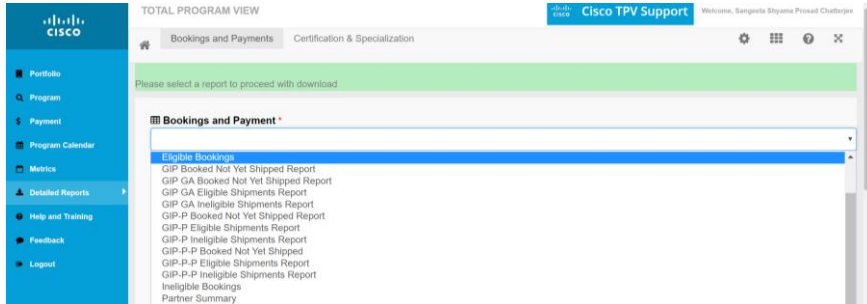 TOTAL PROGRAM VIEW
cisco
cisco Cisco TPV Support
Welcome, Sangeeta Shyama Prosad Chatterjee
Bookings and Payments
Certification & Specialization
Please select a report to proceed with download
Bookings and Payment *
Portfolio
Program
Payment
Program Calendar
Metrics
Detailed Reports
Help and Training
Feedback
Logout
Eligible Bookings
GIP Booked Not Yet Shipped Report
GIP GA Booked Not Yet Shipped Report
GIP GA Eligible Shipments Report
GIP GA Ineligible Shipments Report
GIP-P Booked Not Yet Shipped Report
GIP-P Eligible Shipments Report
GIP-P Ineligible Shipments Report
GIP-P-P Booked Not Yet Shipped
GIP-P-P Eligible Shipments Report
GIP-P-P Ineligible Shipments Report
Ineligible Bookings
Partner Summary